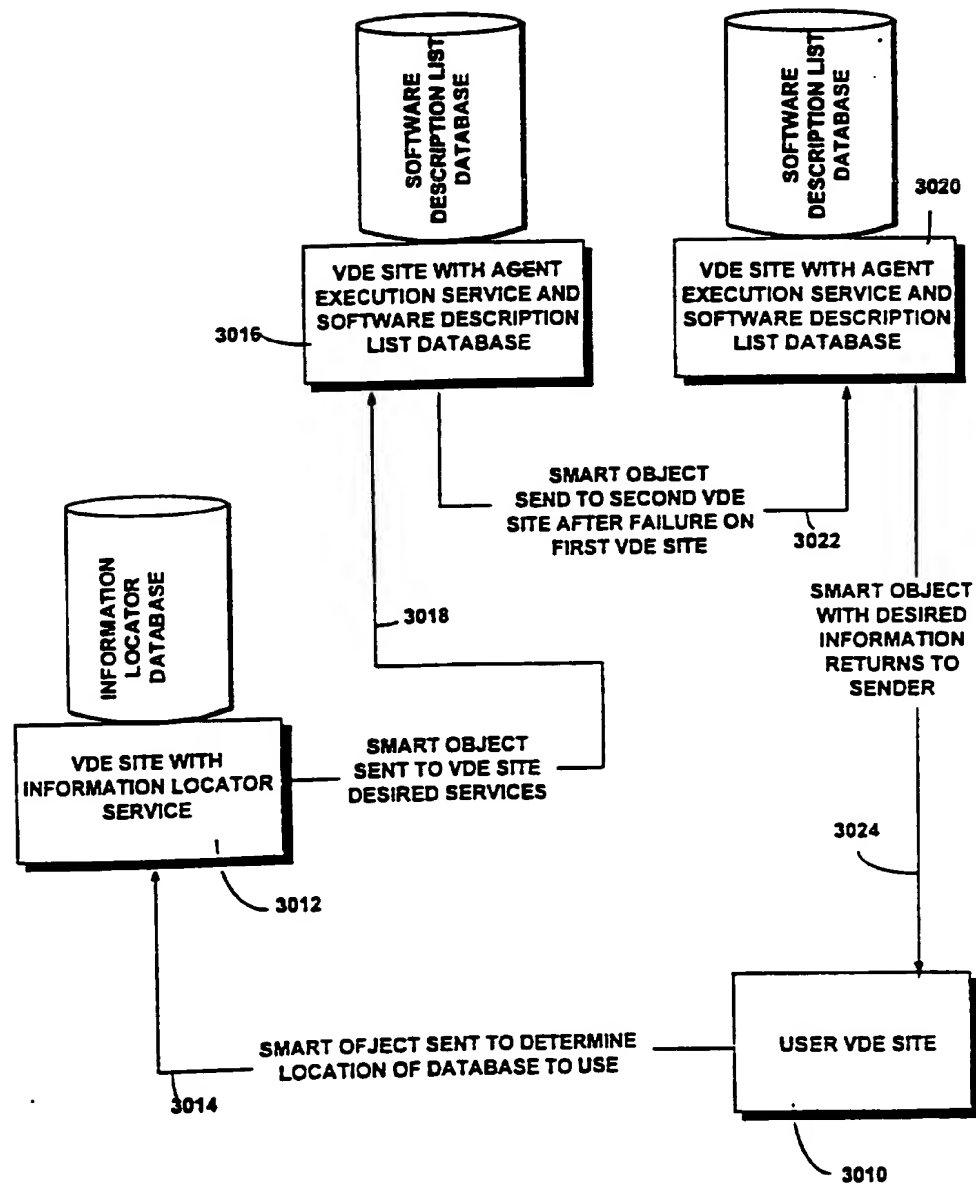 SOFTWARE
DESCRIPTION LIST
DATABASE
SOFTWARE
DESCRIPTION LIST
DATABASE
3020
VDE SITE WITH AGENT
EXECUTION SERVICE AND
SOFTWARE DESCRIPTION
LIST DATABASE
3016
VDE SITE WITH AGENT
EXECUTION SERVICE AND
SOFTWARE DESCRIPTION
LIST DATABASE
SMART OBJECT
SEND TO SECOND VDE
SITE AFTER FAILURE ON
FIRST VDE SITE
3022
INFORMATION
LOCATOR
DATABASE
3018
SMART OBJECT
WITH DESIRED
INFORMATION
RETURNS TO
SENDER
VDE SITE WITH
INFORMATION LOCATOR
SERVICE
SMART OBJECT
SENT TO VDE SITE
DESIRED SERVICES
3012
3024
SMART OFJECT SENT TO DETERMINE
LOCATION OF DATABASE TO USE
3014
USER VDE SITE
3010